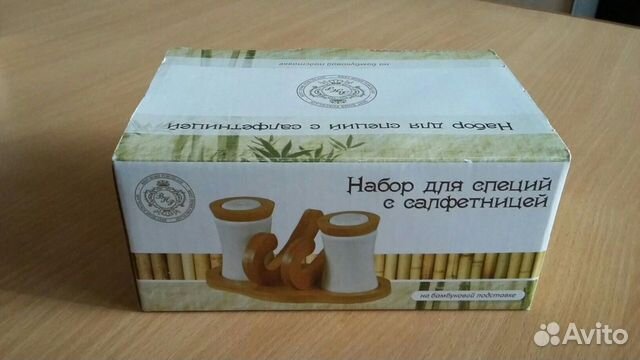 на бамбуковой подставке
Набор для специй с салфетницей
Набор для специй
с салфетницей
на бамбуковой подставке
Avito